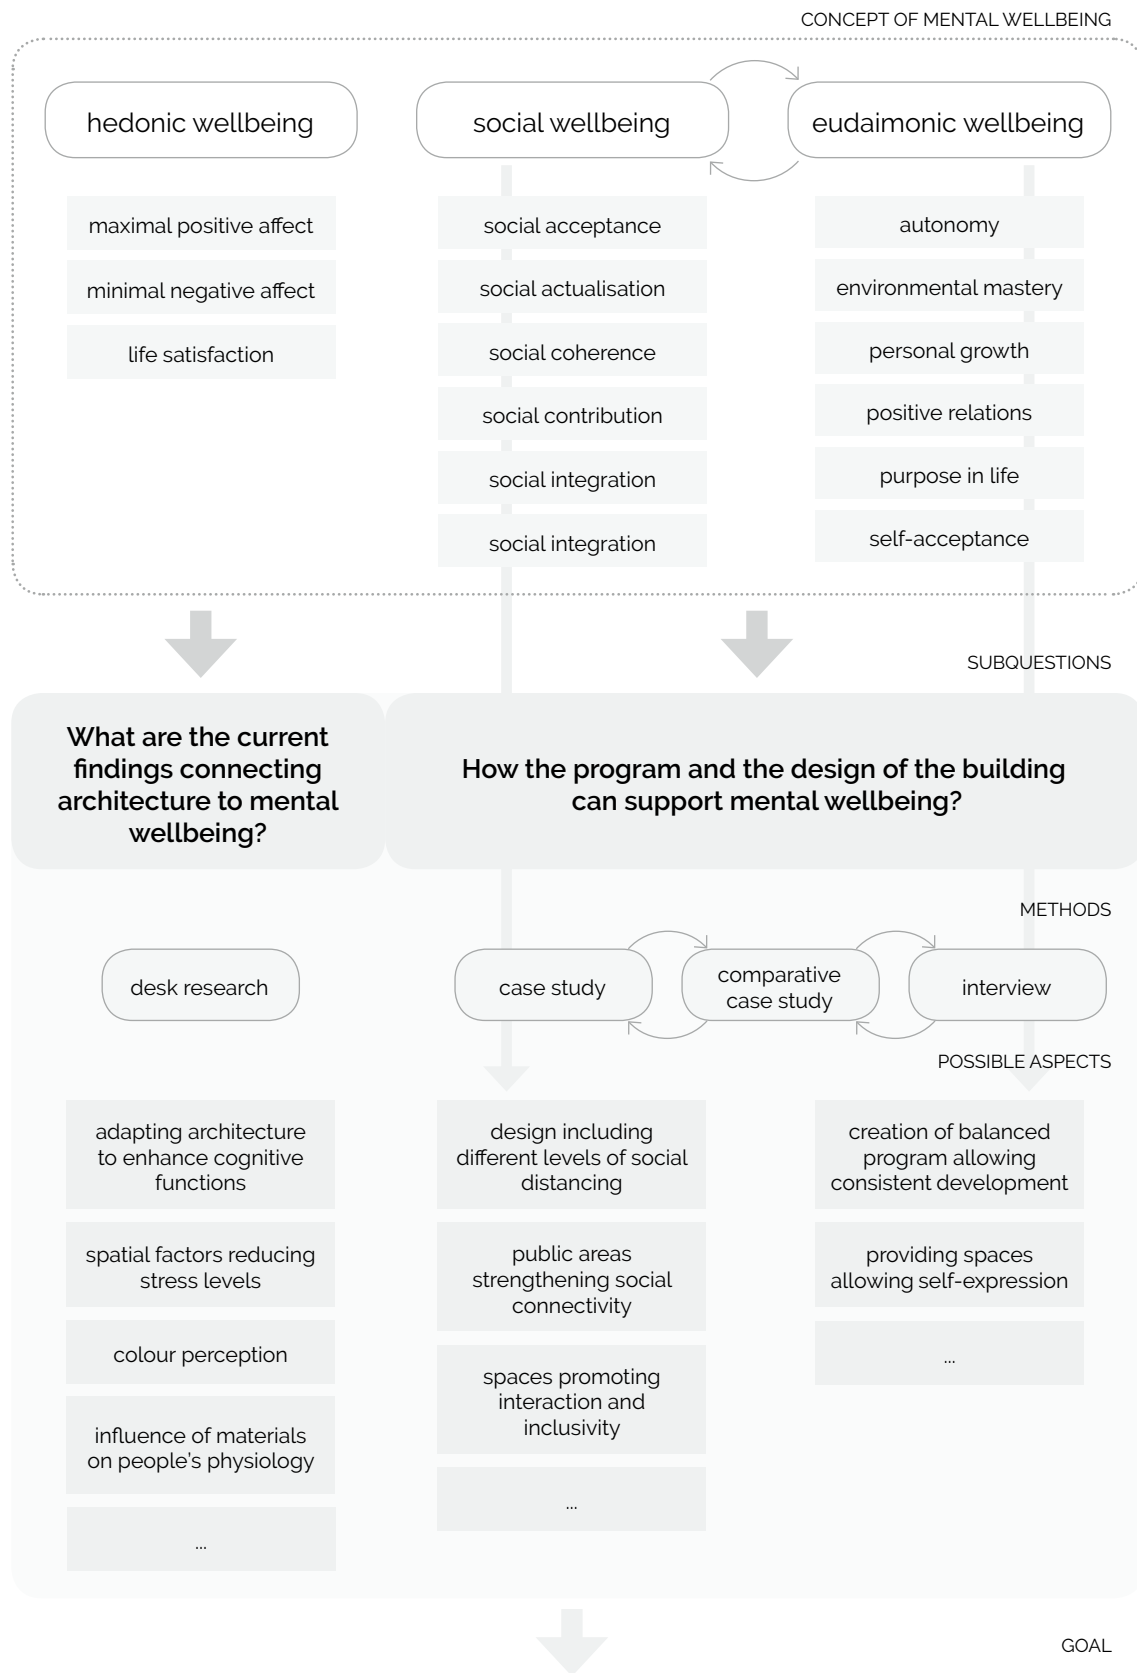 CONCEPT OF MENTAL WELLBEING
hedonic wellbeing
maximal positive affect
minimal negative affect
life satisfaction
social wellbeing
social acceptance
social actualisation
social coherence
social contribution
social integration
social integration
eudaimonic wellbeing
autonomy
environmental mastery
personal growth
positive relations
purpose in life
self-acceptance
SUBQUESTIONS
What are the current
findings connecting
architecture to mental
wellbeing?
How the program and the design of the building
can support mental wellbeing?
METHODS
desk research
case study
comparative
case study
interview
POSSIBLE ASPECTS
adapting architecture
to enhance cognitive
functions
spatial factors reducing
stress levels
colour perception
influence of materials
on people's physiology
...
design including
different levels of social
distancing
public areas
strengthening social
connectivity
spaces promoting
interaction and
inclusivity
...
creation of balanced
program allowing
consistent development
providing spaces
allowing self-expression
...
GOAL